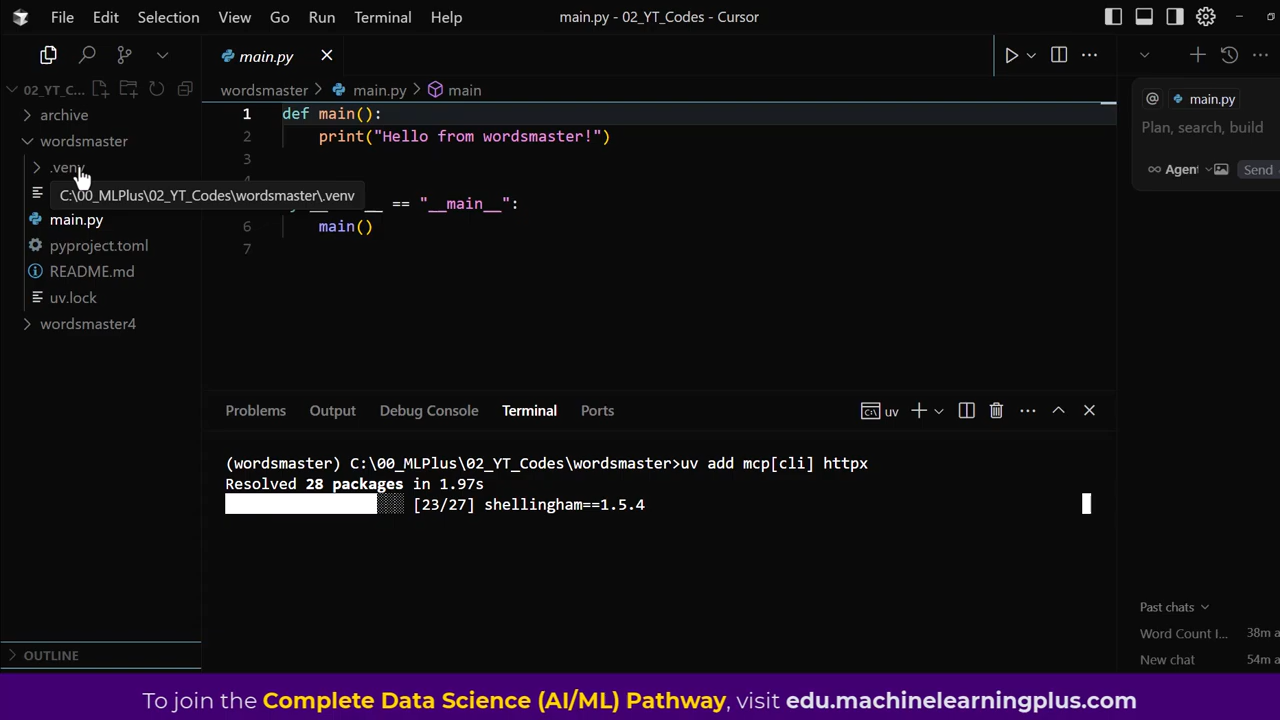 File Edit Selection View Go Run Terminal Help
main.py - 02_YT_Codes - Cursor
02_YT_C...
archive
wordsmaster
.venv
C:\00_MLPlus\02_YT_Codes\wordsmaster\.venv
main.py
pyproject.toml
README.md
uv.lock
wordsmaster4
OUTLINE
main.py
wordsmaster > main.py > main
1 def main():
2 print("Hello from wordsmaster!")
3
== "__main__":
6 main()
7
Problems Output Debug Console Terminal Ports
uv
(wordsmaster) C:\00_MLPlus\02_YT_Codes\wordsmaster>uv add mcp[cli] httpx
Resolved 28 packages in 1.97s
[23/27] shellingham==1.5.4
@ main.py
Plan, search, build
∞ Agent Send
Past chats
Word Count I... 38m a
New chat 54m a
To join the Complete Data Science (AI/ML) Pathway, visit edu.machinelearningplus.com